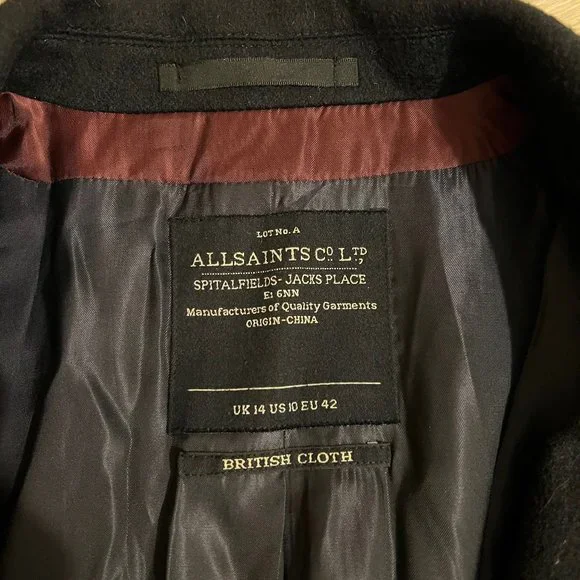 LOT No. A
ALLSAINTS Co LTD,
SPITALFIELDS- JACKS PLACE
E1 6NN
Manufacturers of Quality Garments
ORIGIN-CHINA
UK 14 US 10 EU 42
BRITISH CLOTH